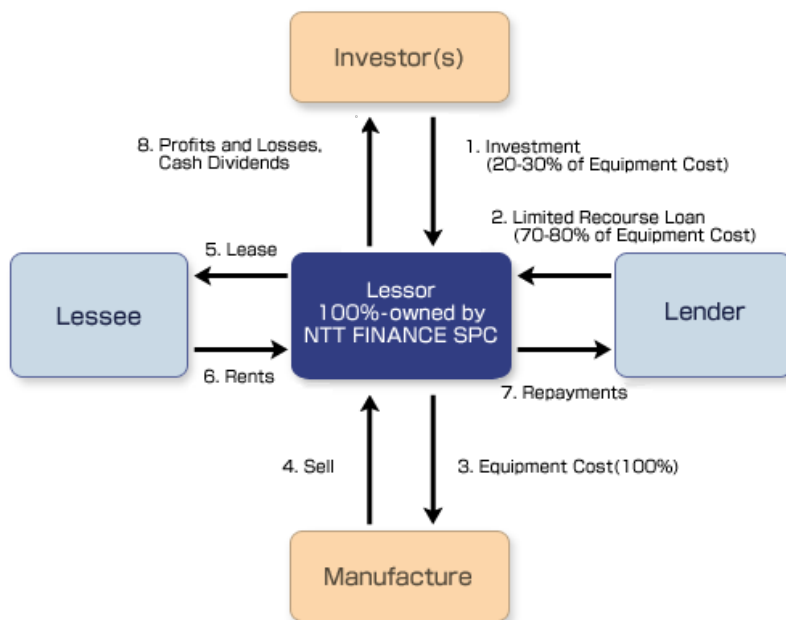 Investor(s)
8. Profits and Losses,
Cash Dividends
1. Investment
(20-30% of Equipment Cost)
2. Limited Recourse Loan
(70-80% of Equipment Cost)
5. Lease
Lessee
Lessor
100%-owned by
NTT FINANCE SPC
Lender
6. Rents
7. Repayments
4. Sell
3. Equipment Cost(100%)
Manufacture